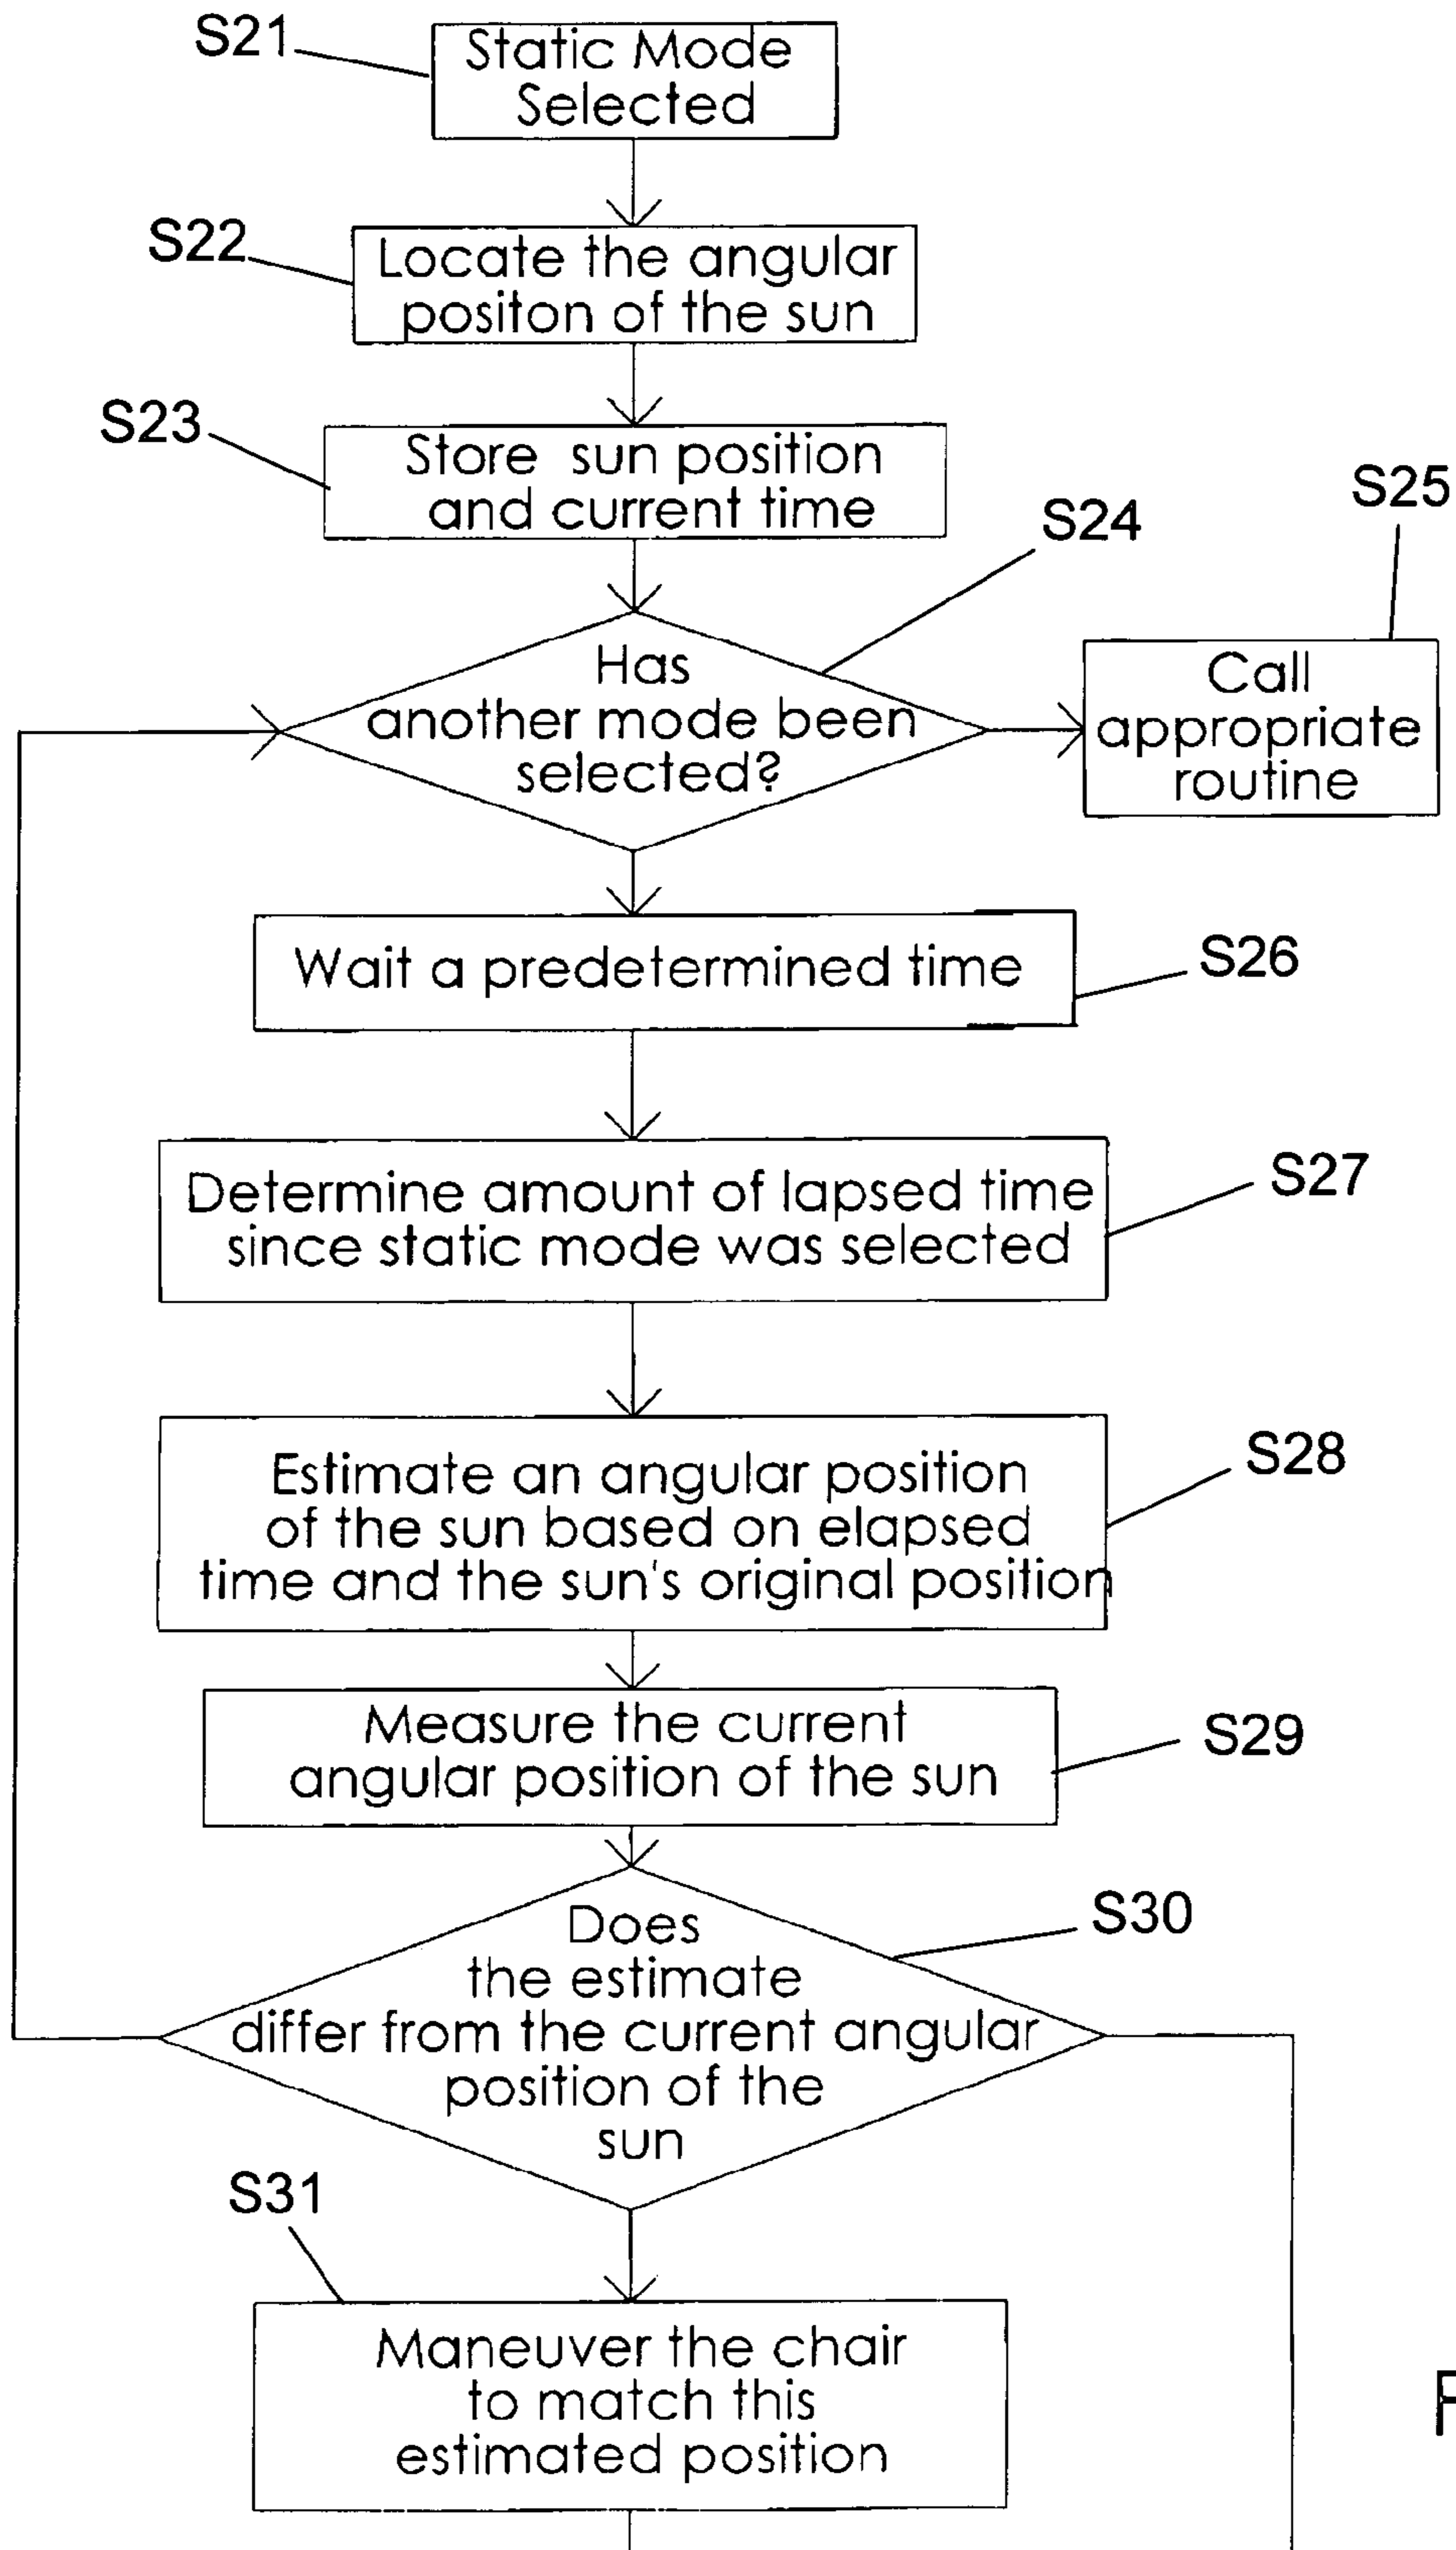 S21
Static Mode
Selected
S22
Locate the angular
positon of the sun
S23
Store sun position
and current time
S24
S25
Has
another mode been
selected?
Call
appropriate
routine
Wait a predetermined time
S26
Determine amount of lapsed time
since static mode was selected
S27
Estimate an angular position
of the sun based on elapsed
time and the sun's original position
S28
Measure the current
angular position of the sun
S29
Does
the estimate
differ from the current angular
position of the
sun
S30
S31
Maneuver the chair
to match this
estimated position